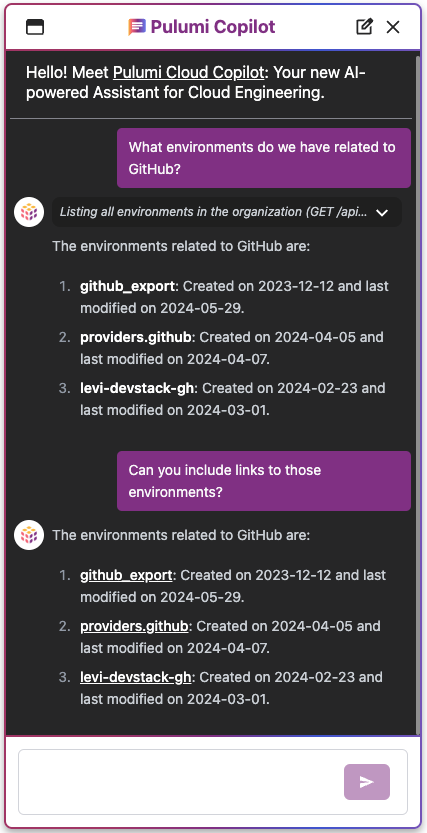 Pulumi Copilot
Hello! Meet Pulumi Cloud Copilot: Your new AI-
powered Assistant for Cloud Engineering.
What environments do we have related to
GitHub?
Listing all environments in the organization (GET /api...
The environments related to GitHub are:
1. github_export: Created on 2023-12-12 and last
modified on 2024-05-29.
2. providers.github: Created on 2024-04-05 and
last modified on 2024-04-07.
3. levi-devstack-gh: Created on 2024-02-23 and
last modified on 2024-03-01.
Can you include links to those
environments?
The environments related to GitHub are:
1. github_export: Created on 2023-12-12 and last
modified on 2024-05-29.
2. providers.github: Created on 2024-04-05 and
last modified on 2024-04-07.
3. levi-devstack-gh: Created on 2024-02-23 and
last modified on 2024-03-01.